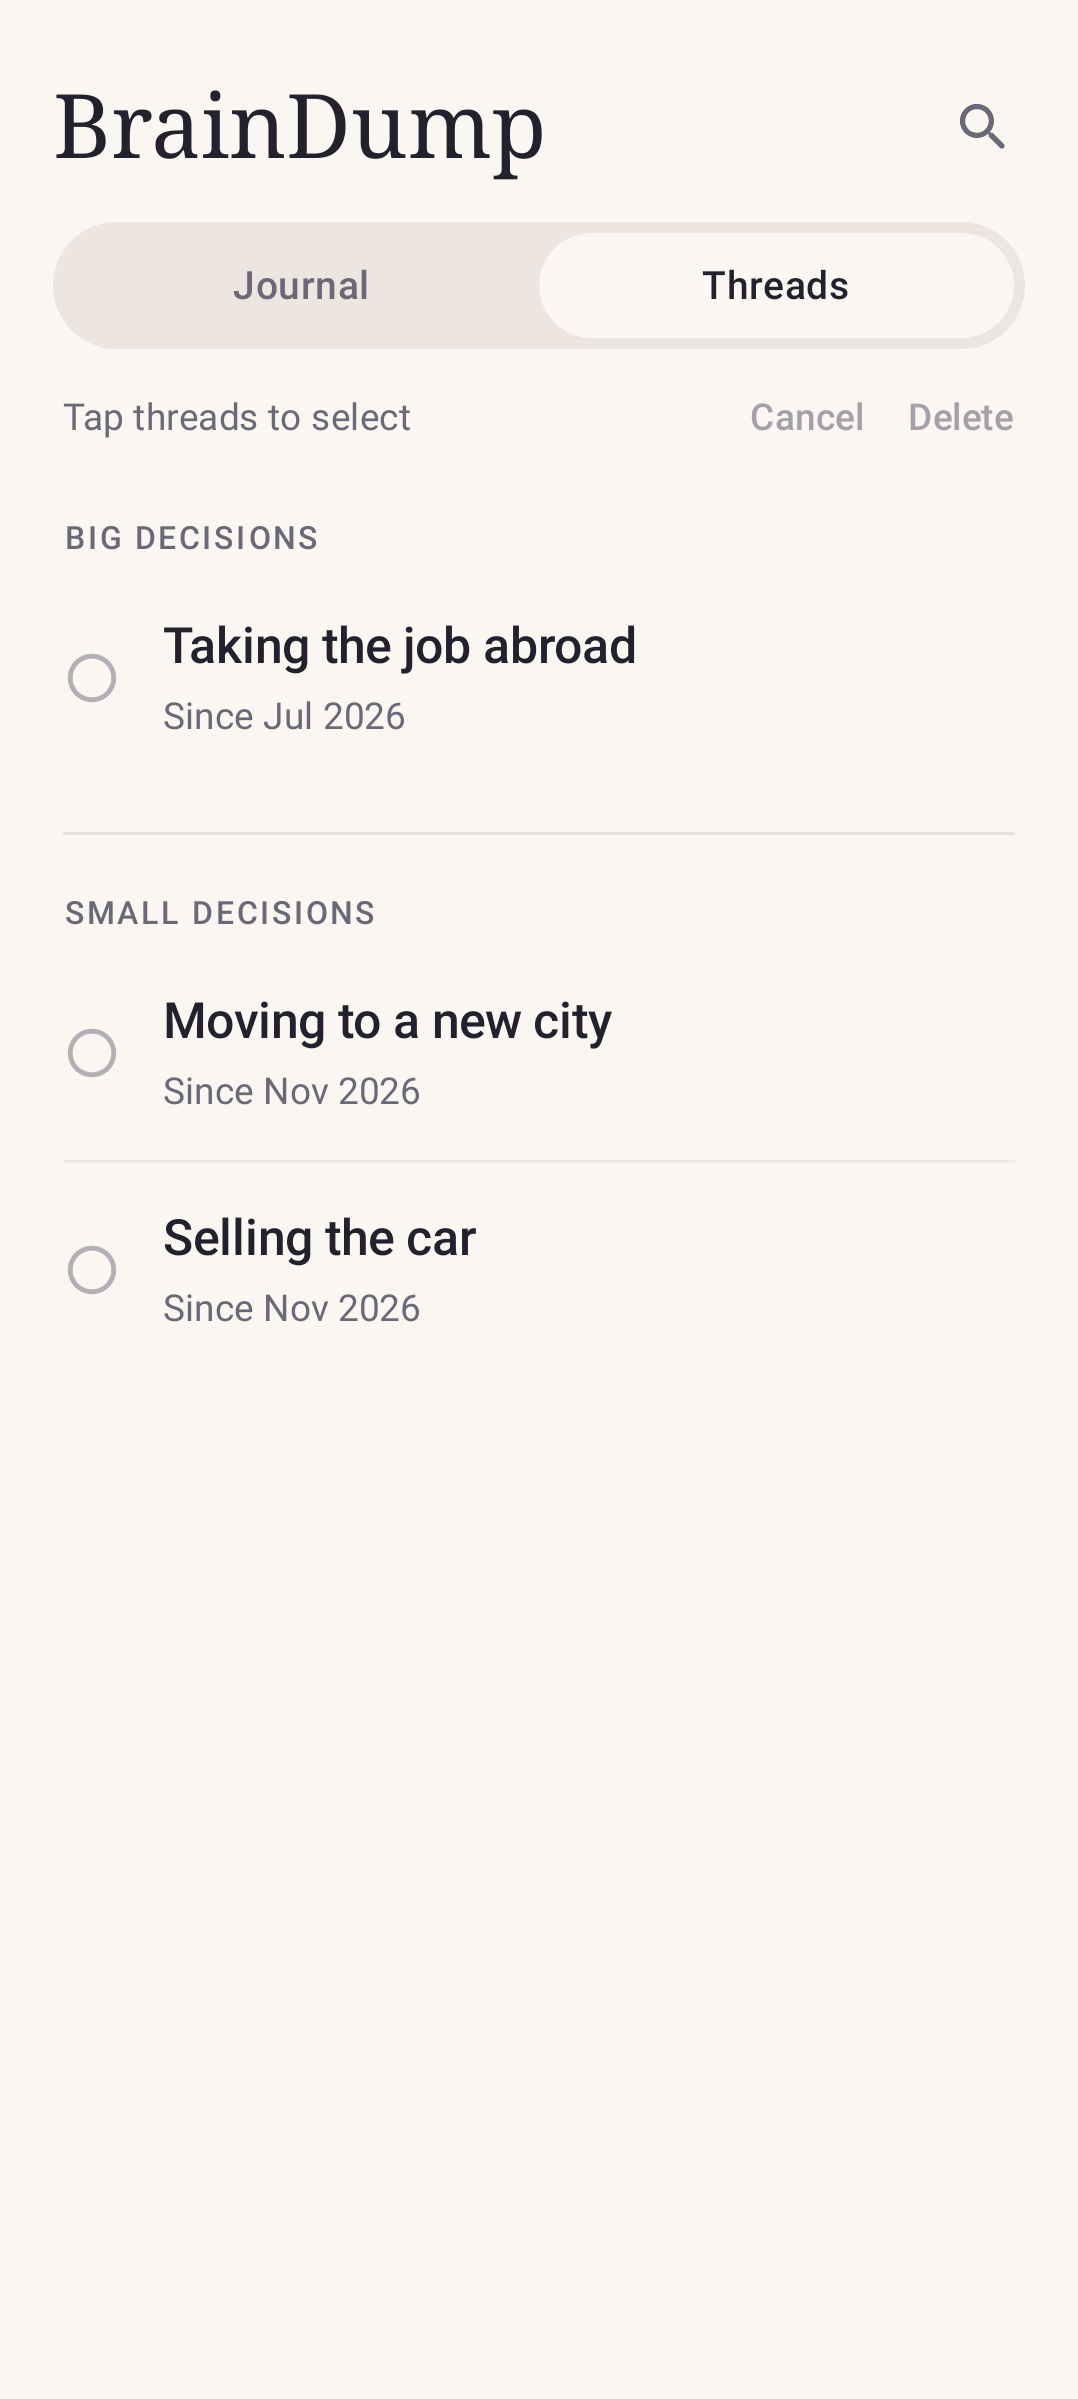 BrainDump
Journal
Threads
Tap threads to select
Cancel
Delete
BIG DECISIONS
Taking the job abroad
Since Jul 2026
SMALL DECISIONS
Moving to a new city
Since Nov 2026
Selling the car
Since Nov 2026